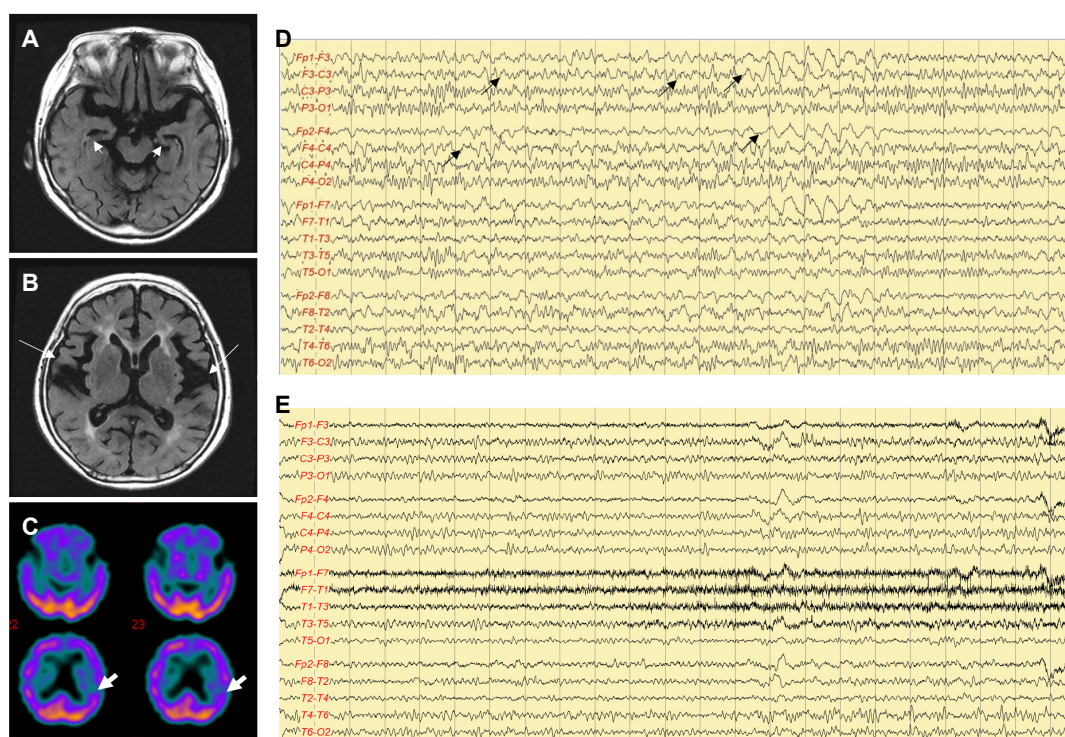 A
B
C
22
23
D
Fp1-F3
F3-C3
C3-P3
P3-O1
Fp2-F4
F4-C4
C4-P4
P4-O2
Fp1-F7
F7-T1
T1-T3
T3-T5
T5-O1
Fp2-F8
F8-T2
T2-T4
T4-T6
T6-O2
E
Fp1-F3
F3-C3
C3-P3
P3-O1
Fp2-F4
F4-C4
C4-P4
P4-O2
Fp1-F7
F7-T1
T1-T3
T3-T5
T5-O1
Fp2-F8
F8-T2
T2-T4
T4-T6
T6-O2